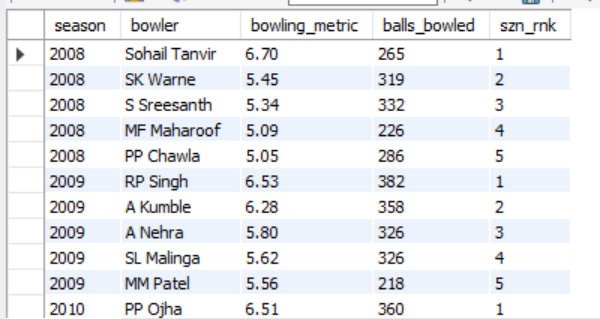 season bowler bowling_metric balls_bowled szn_rnk
2008 Sohail Tanvir 6.70 265 1
2008 SK Warne 5.45 319 2
2008 S Sreesanth 5.34 332 3
2008 MF Maharoof 5.09 226 4
2008 PP Chawla 5.05 286 5
2009 RP Singh 6.53 382 1
2009 A Kumble 6.28 358 2
2009 A Nehra 5.80 326 3
2009 SL Malinga 5.62 326 4
2009 MM Patel 5.56 218 5
2010 PP Ojha 6.51 360 1